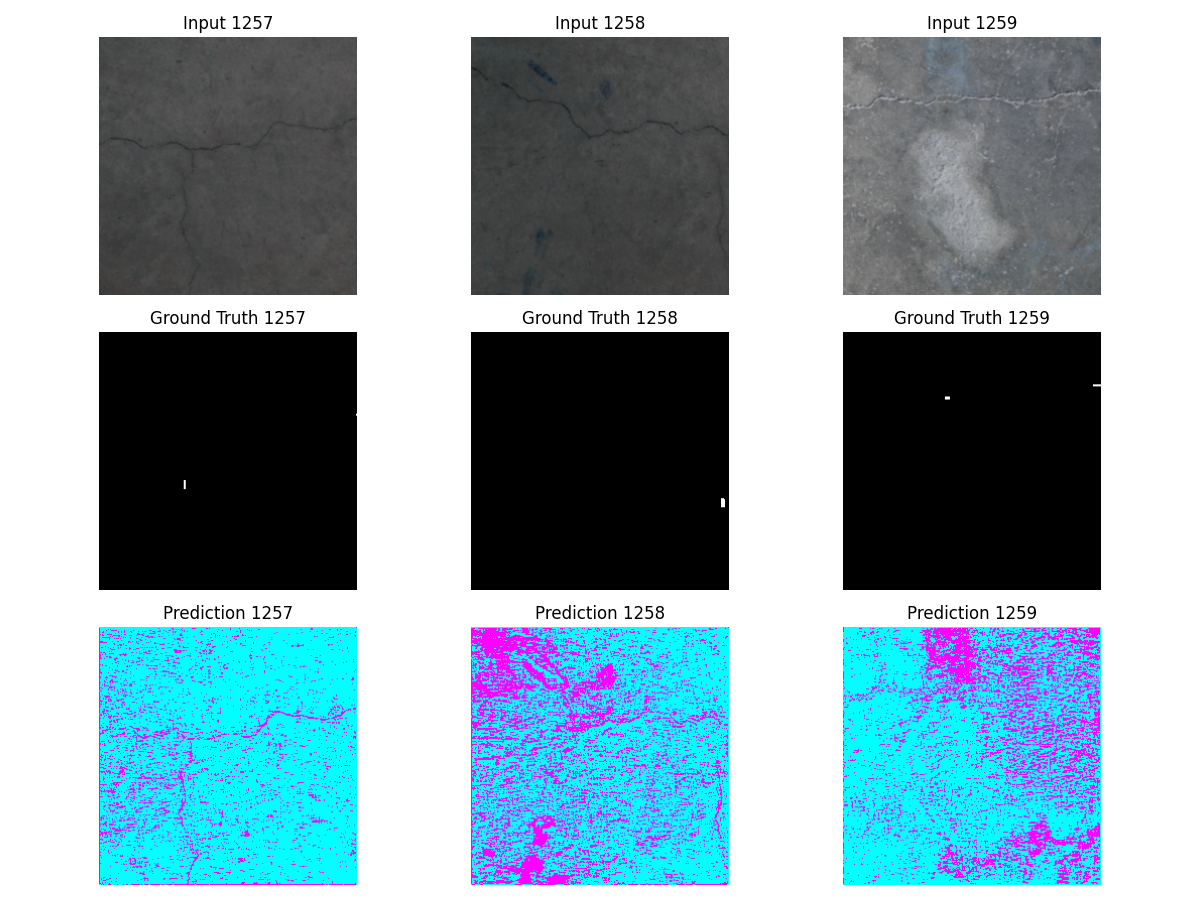 Input 1257
Input 1258
Input 1259
Ground Truth 1257
Ground Truth 1258
Ground Truth 1259
Prediction 1257
Prediction 1258
Prediction 1259